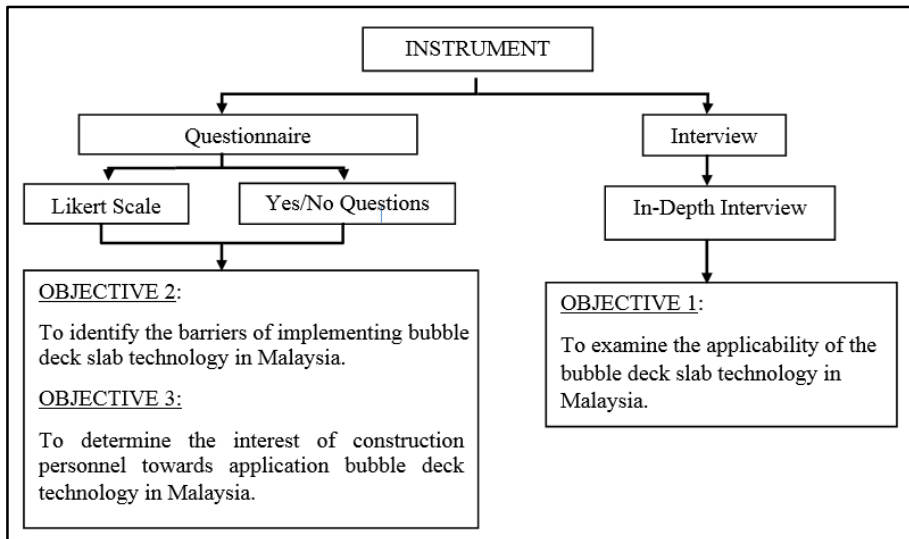 INSTRUMENT
Questionnaire
Interview
Likert Scale
Yes/No Questions
In-Depth Interview
OBJECTIVE 2:
To identify the barriers of implementing bubble
deck slab technology in Malaysia.
OBJECTIVE 3:
To determine the interest of construction
personnel towards application bubble deck
technology in Malaysia.
OBJECTIVE 1:
To examine the applicability of the
bubble deck slab technology in
Malaysia.